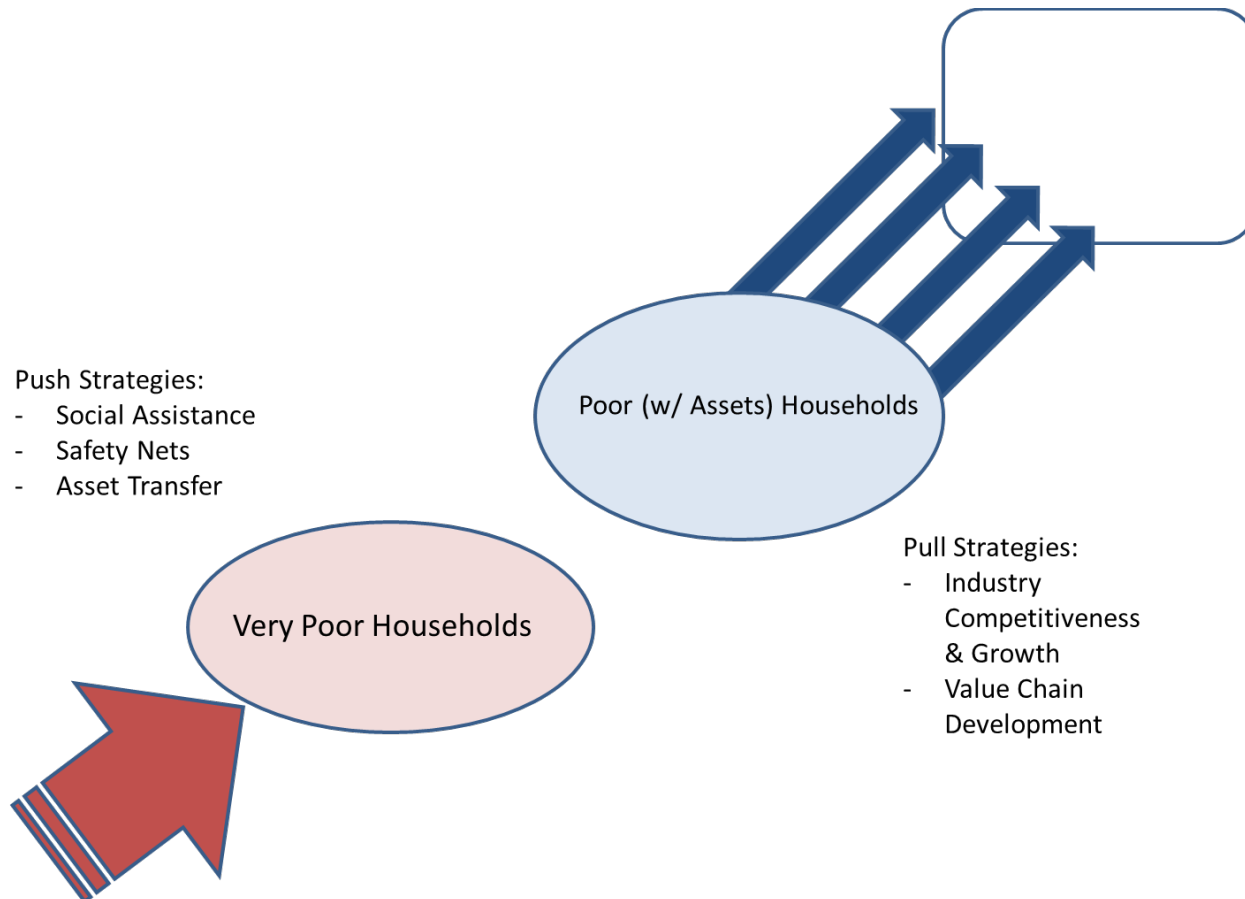 Push Strategies:
- Social Assistance
- Safety Nets
- Asset Transfer
Poor (w/ Assets) Households
Very Poor Households
Pull Strategies:
- Industry
Competitiveness
& Growth
- Value Chain
Development